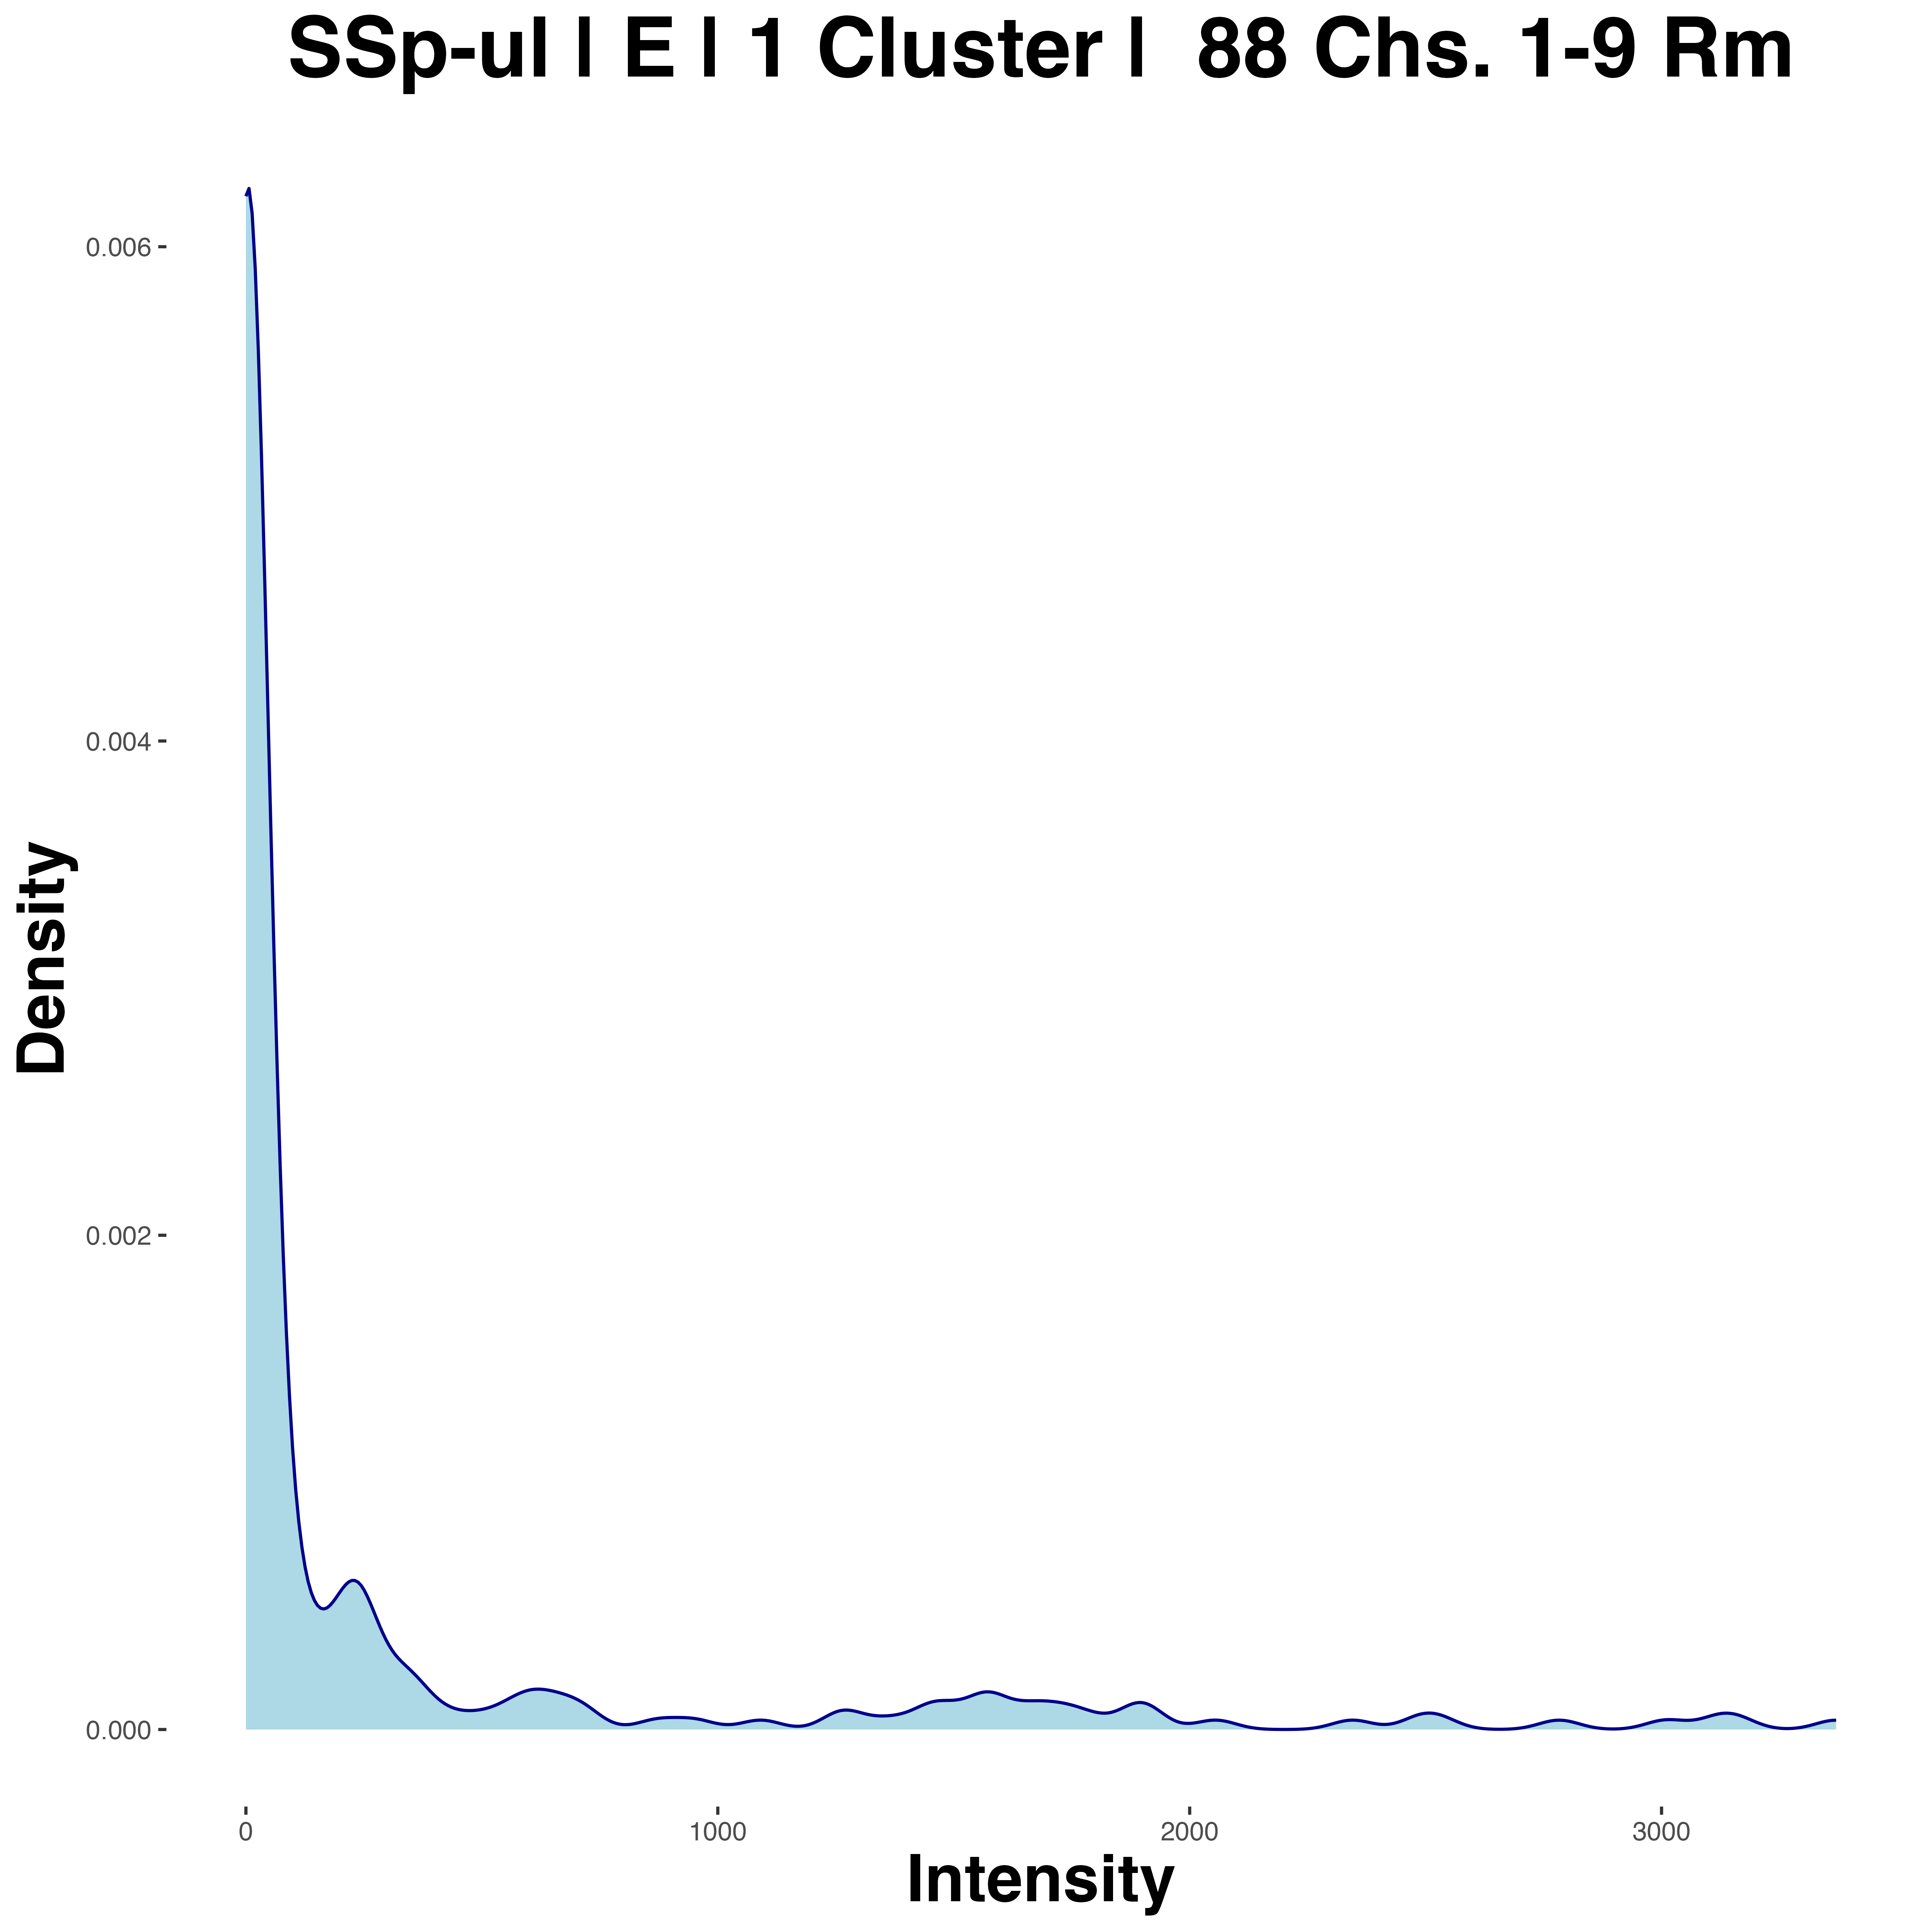 SSp-ul | E | 1 Cluster |  88 Chs. 1-9 Rm
0.006
0.004
0.002
0.000
Density
0
1000
2000
3000
Intensity